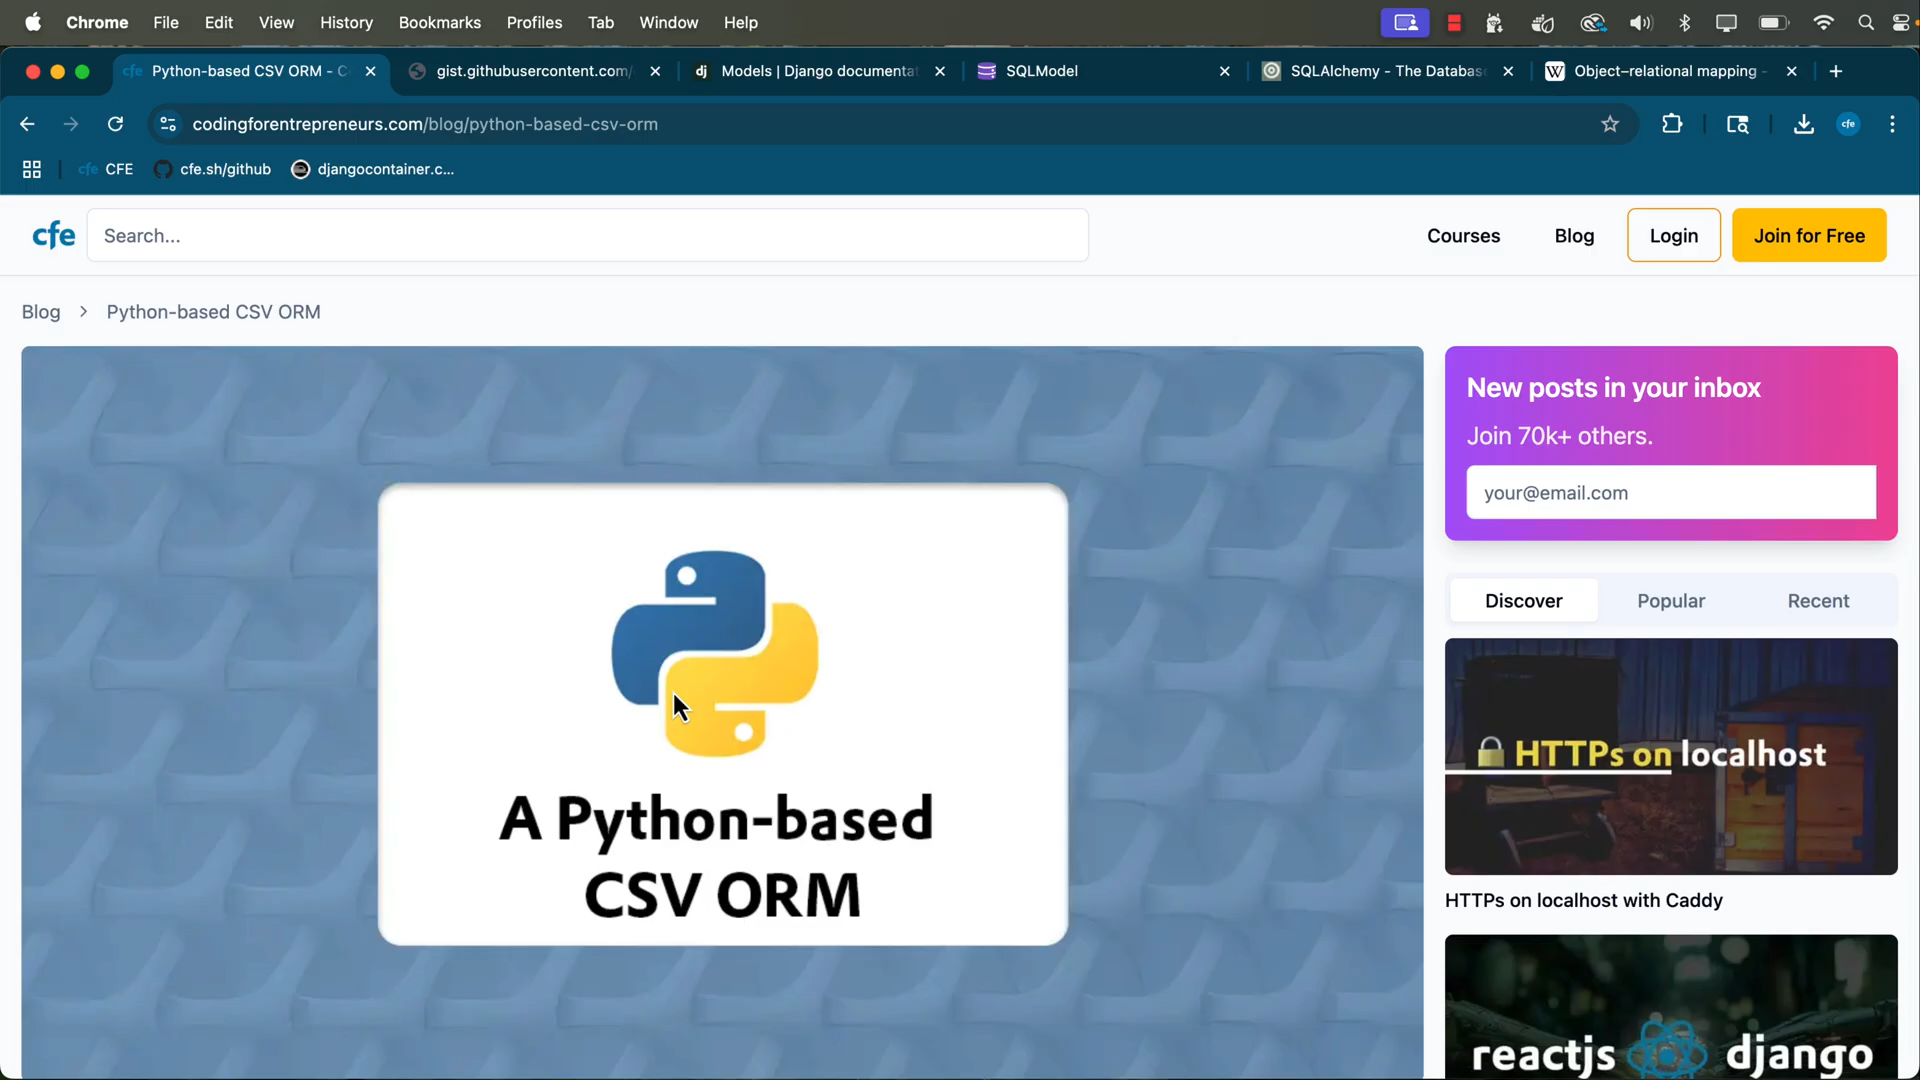 Chrome File Edit View History Bookmarks Profiles Tab Window Help
cfe Python-based CSV ORM - C
gist.githubusercontent.com/
dj Models | Django documentat
SQLModel
SQLAlchemy - The Databas
W Object–relational mapping -
codingforentrepreneurs.com/blog/python-based-csv-orm
cfe
cfe CFE
cfe.sh/github
djangocontainer.c...
cfe
Search...
Courses
Blog
Login
Join for Free
Blog > Python-based CSV ORM
A Python-based
CSV ORM
New posts in your inbox
Join 70k+ others.
your@email.com
Discover
Popular
Recent
HTTPs on localhost
HTTPs on localhost with Caddy
reactjs django